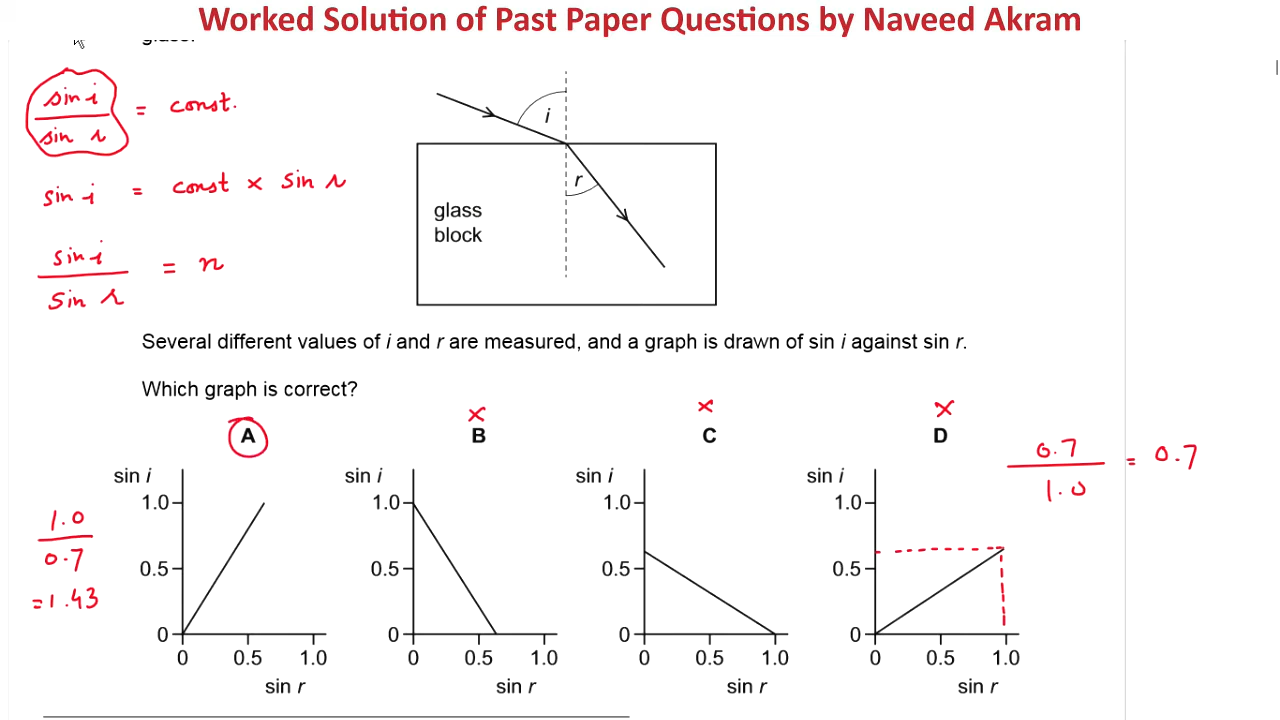 Worked Solution of Past Paper Questions by Naveed Akram
glass.
sin i
sin r
= const.
sin i = const × sin r
sin i
sin r
= n
i
r
glass
block
Several different values of i and r are measured, and a graph is drawn of sin i against sin r.
Which graph is correct?
× × ×
A B C D
0.7
1.0
= 0.7
1.0
0.7
=1.43
sin i
1.0
0.5
0
0 0.5 1.0
sin r
sin i
1.0
0.5
0
0 0.5 1.0
sin r
sin i
1.0
0.5
0
0 0.5 1.0
sin r
sin i
1.0
0.5
0
0 0.5 1.0
sin r